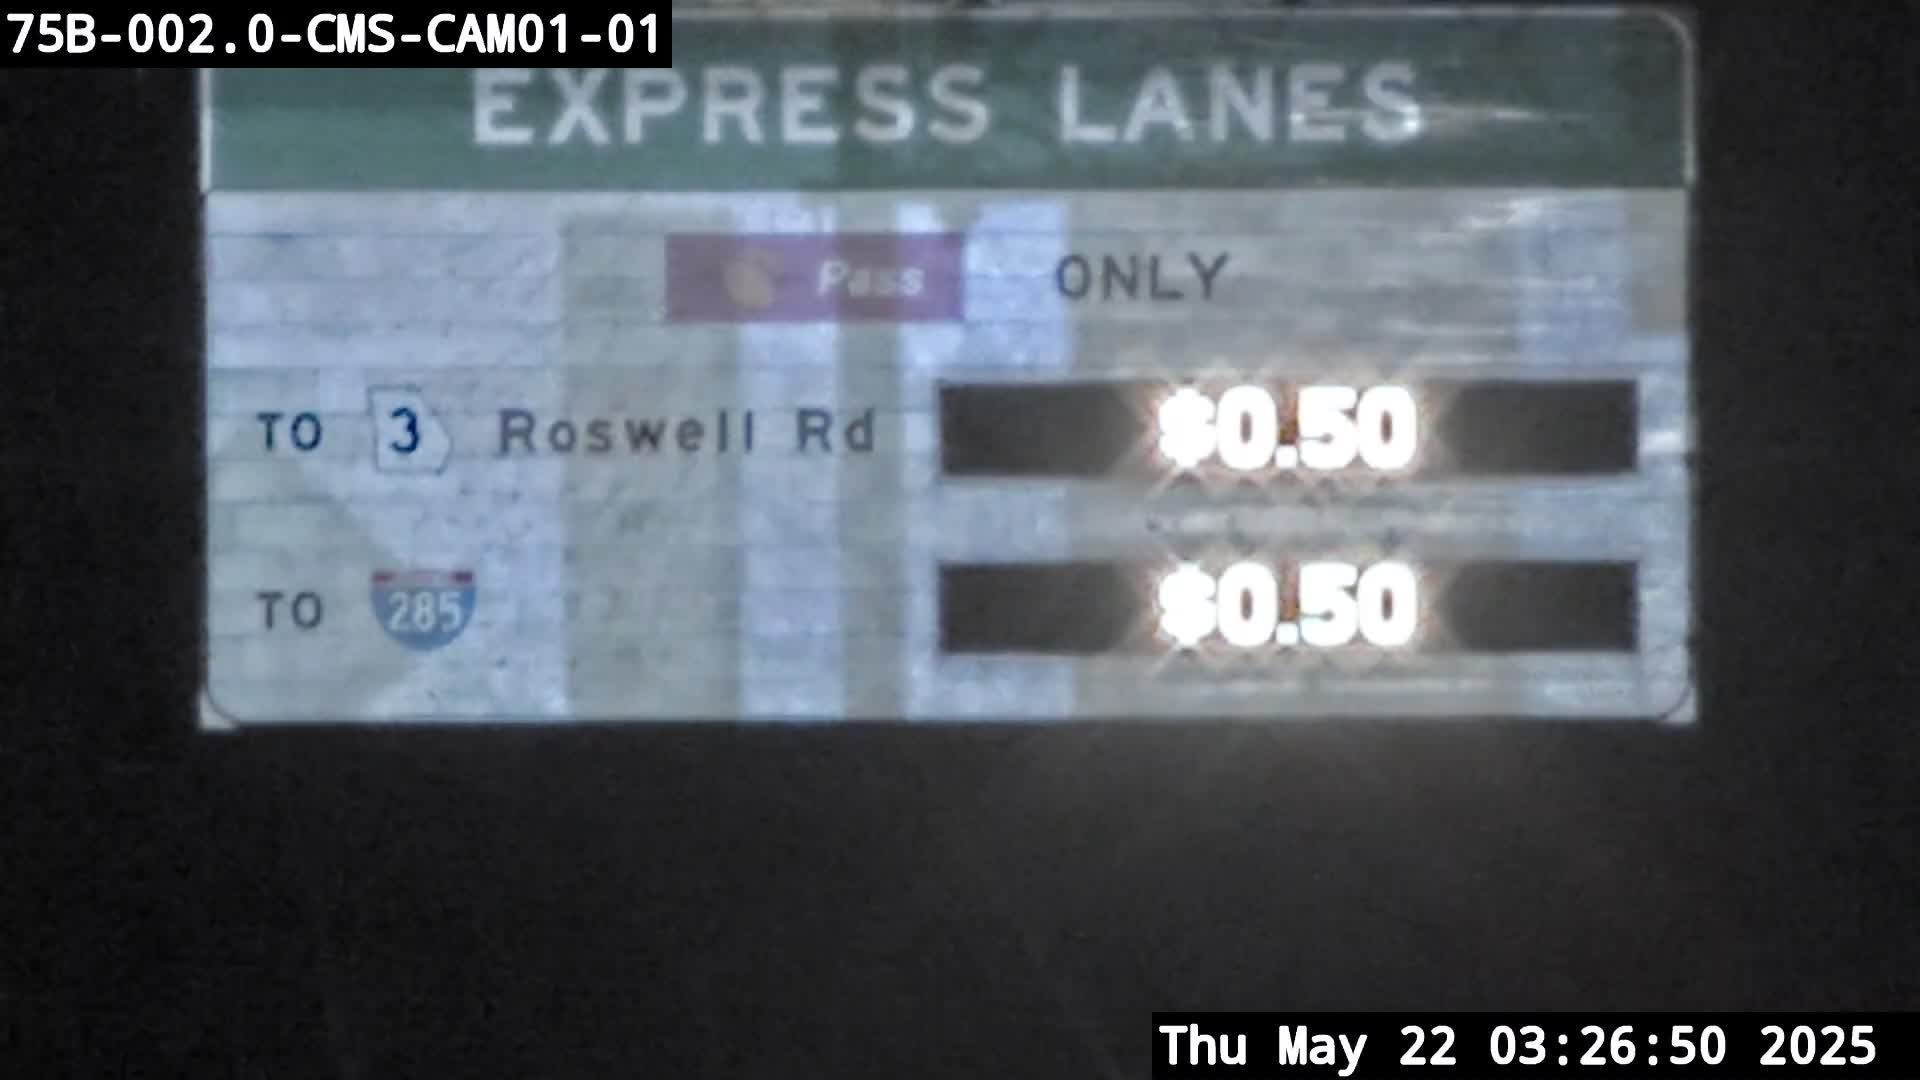 75B-002.0-CMS-CAM01-01
EXPRESS LANES
Pass ONLY
TO 3 Roswell Rd $0.50
TO 285 $0.50
Thu May 22 03:26:50 2025